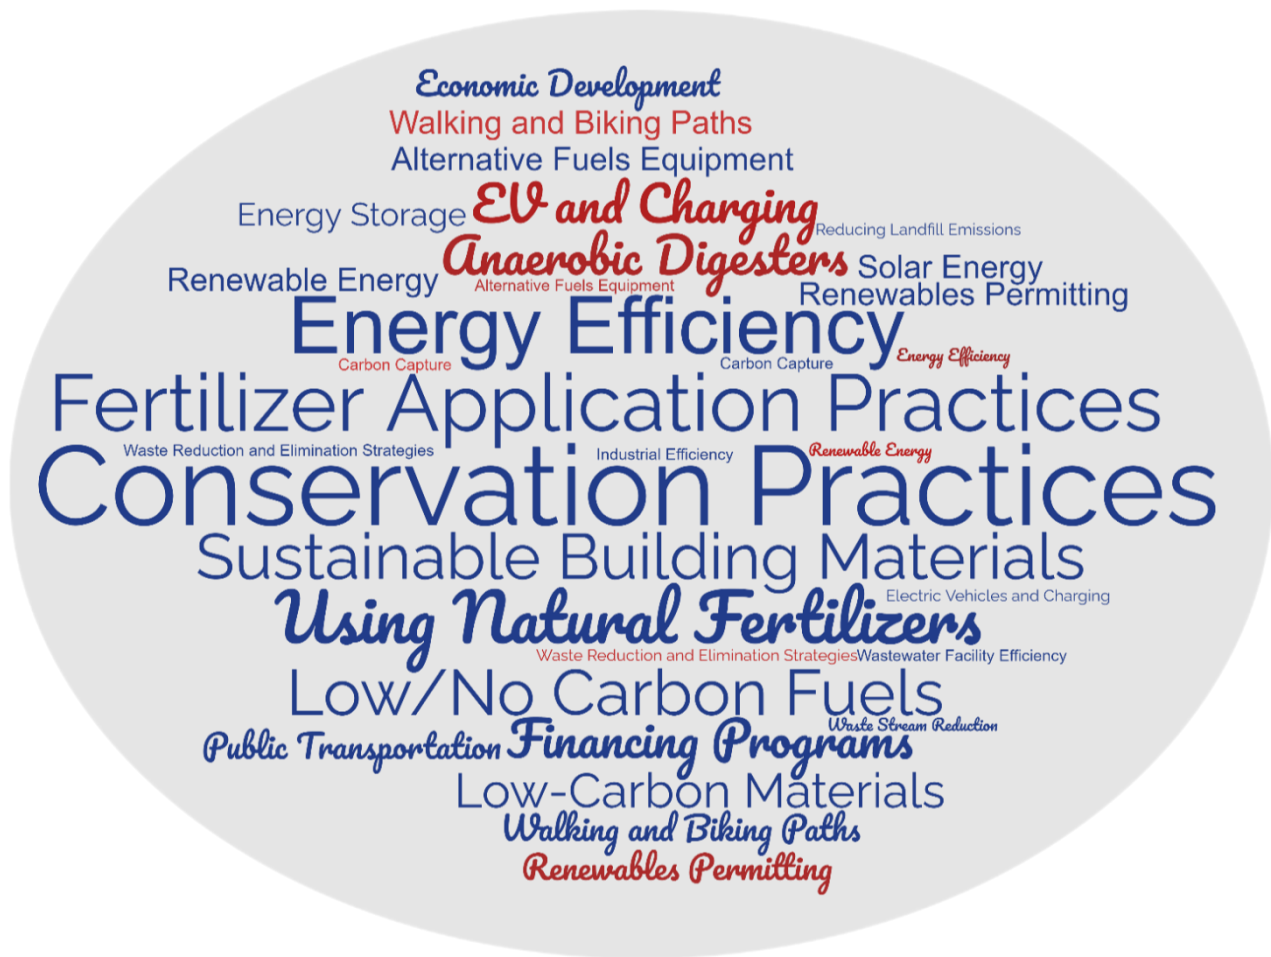 Economic Development
Walking and Biking Paths
Alternative Fuels Equipment
Energy Storage
EV and Charging
Reducing Landfill Emissions
Anaerobic Digesters
Renewable Energy
Solar Energy
Alternative Fuels Equipment
Renewables Permitting
Energy Efficiency
Carbon Capture
Carbon Capture
Energy Efficiency
Fertilizer Application Practices
Waste Reduction and Elimination Strategies
Industrial Efficiency
Renewable Energy
Conservation Practices
Sustainable Building Materials
Electric Vehicles and Charging
Using Natural Fertilizers
Waste Reduction and Elimination Strategies
Wastewater Facility Efficiency
Low/No Carbon Fuels
Waste Stream Reduction
Public Transportation
Financing Programs
Low-Carbon Materials
Walking and Biking Paths
Renewables Permitting